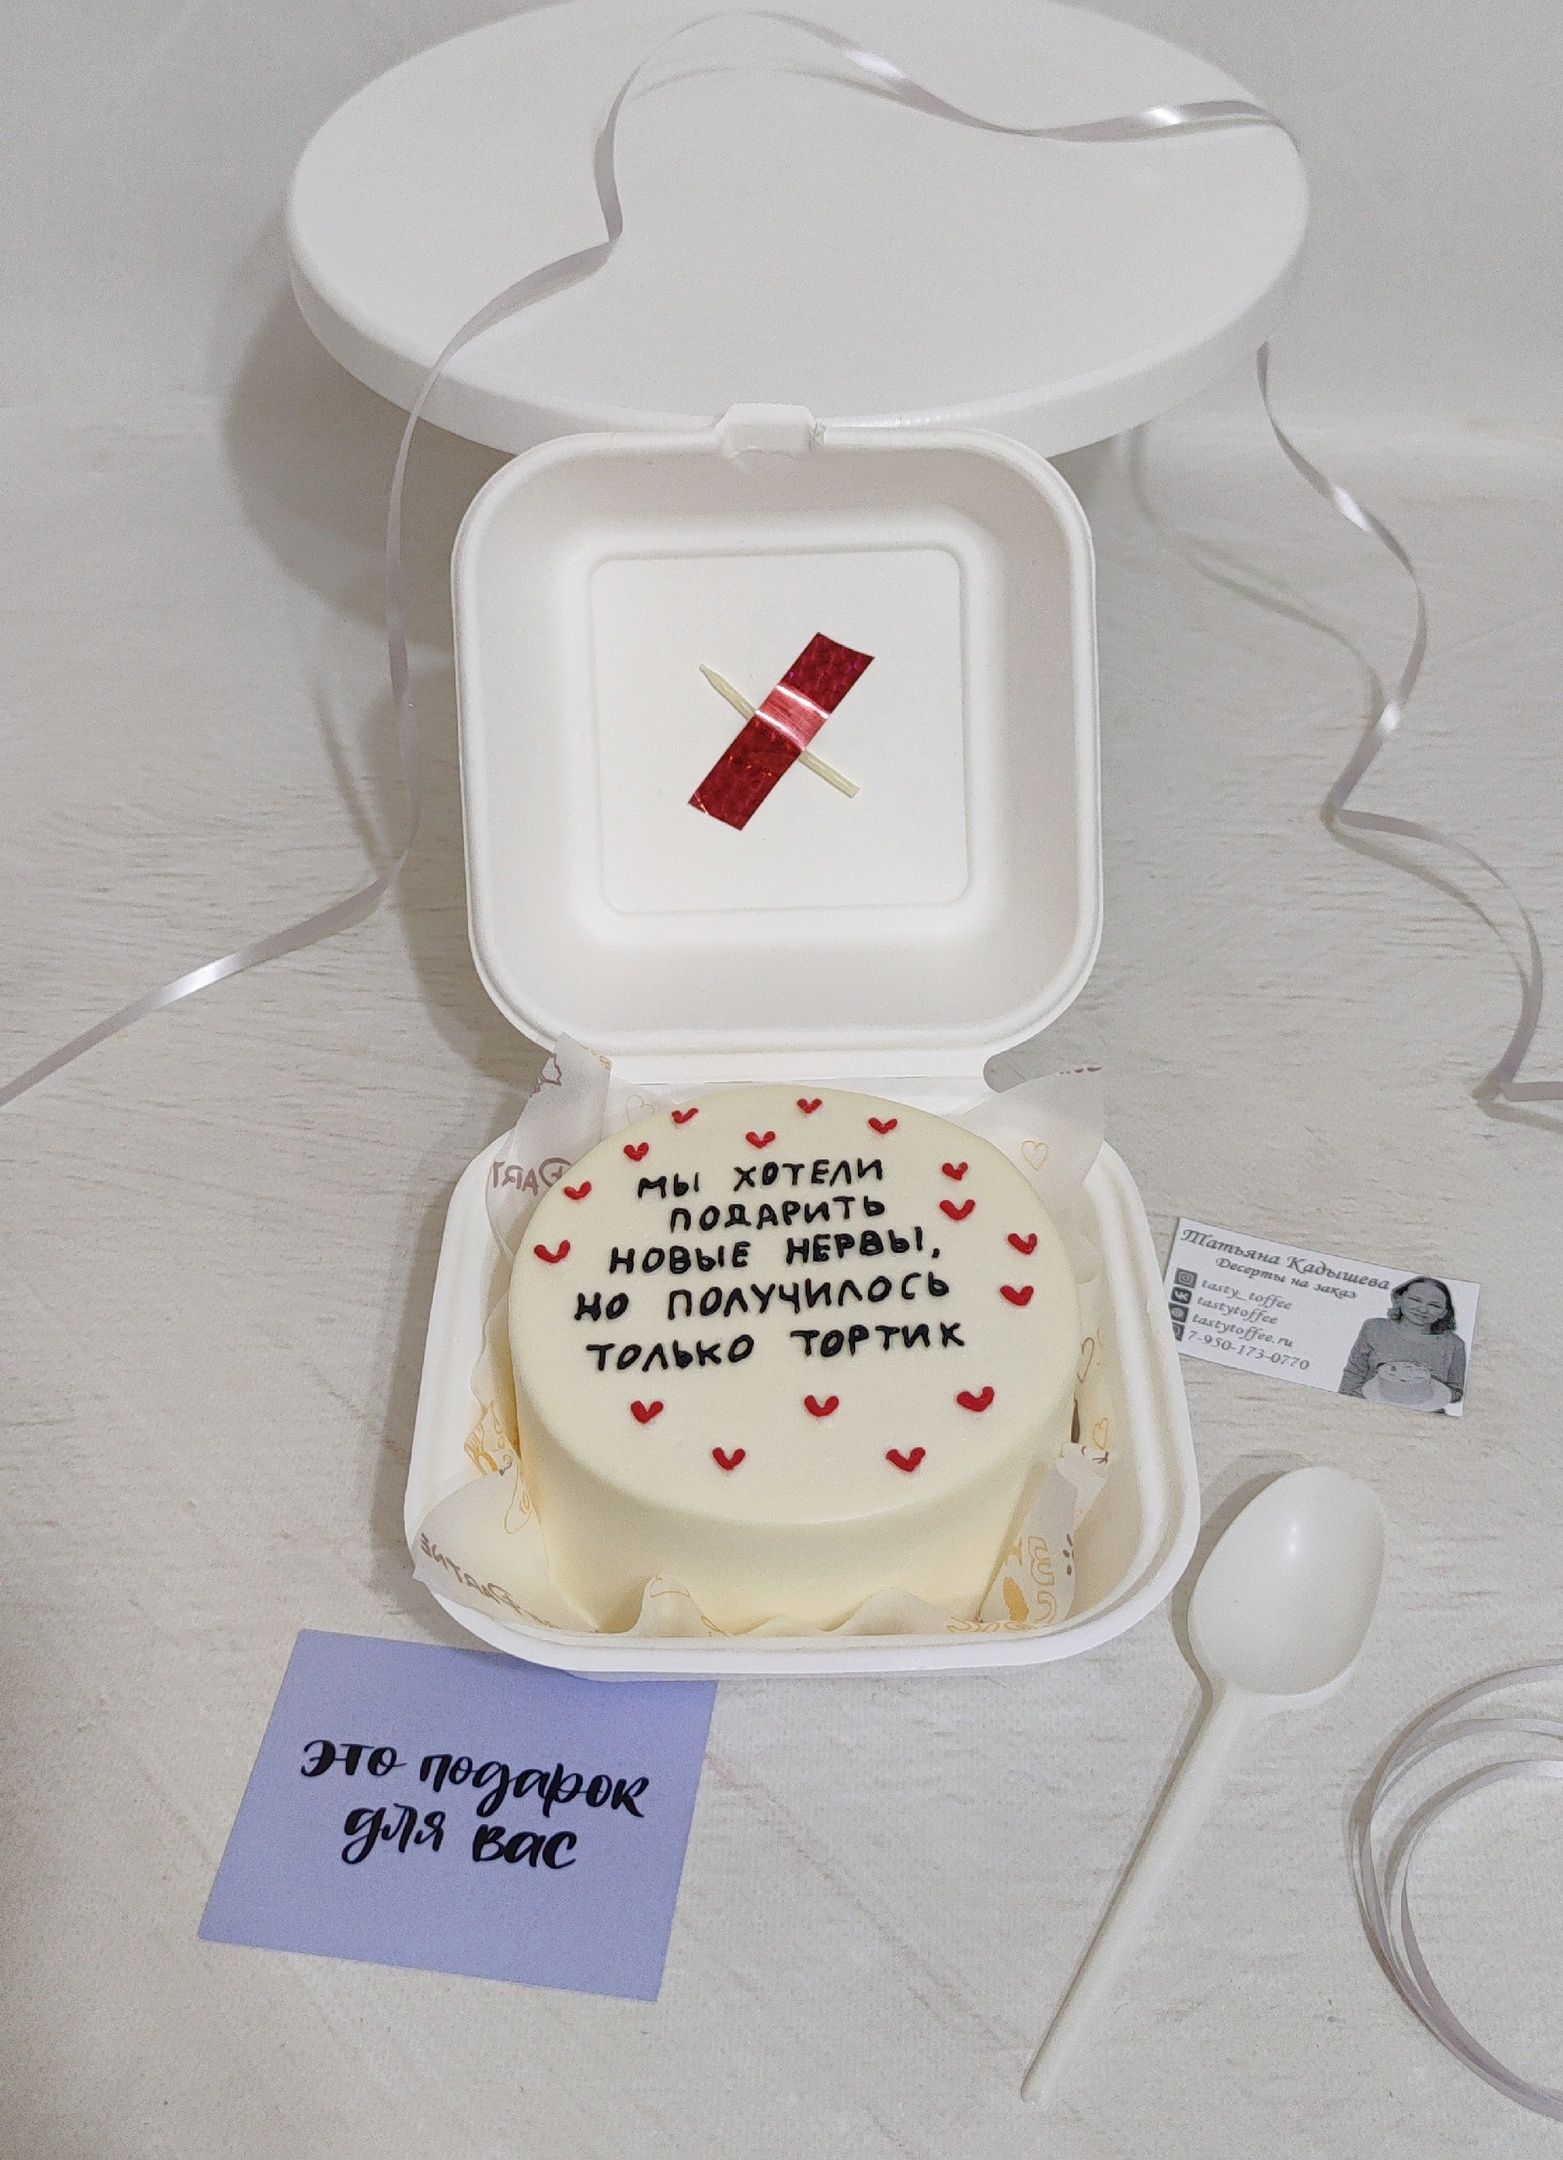 мы хотели
подарить
новые нервы,
но получилось
только тортик
Татьяна Кадышева
Десерты на заказ
tasty_toffee
tastytoffee
tastytoffee.ru
7-950-173-0770
это подарок
для вас